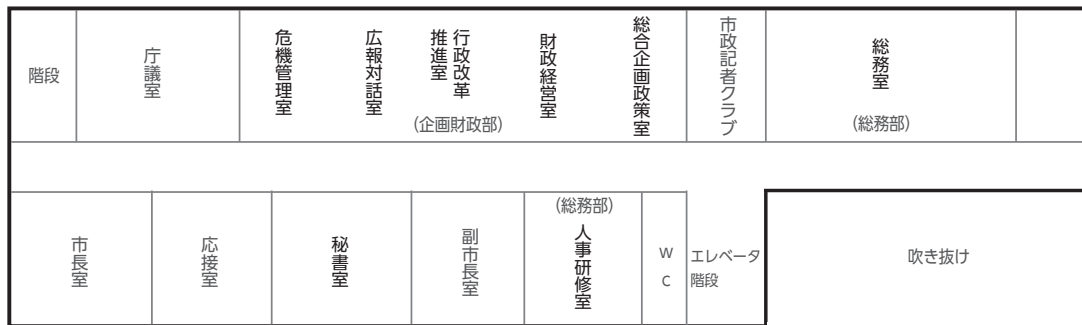 階段
庁議室
危機管理室
広報対話室
行政改革
推進室
財政経営室
総合企画政策室
(企画財政部)
市政記者クラブ
総務室
(総務部)
市長室
応接室
秘書室
副市長室
(総務部)
人事研修室
WC
エレベータ
階段
吹き抜け